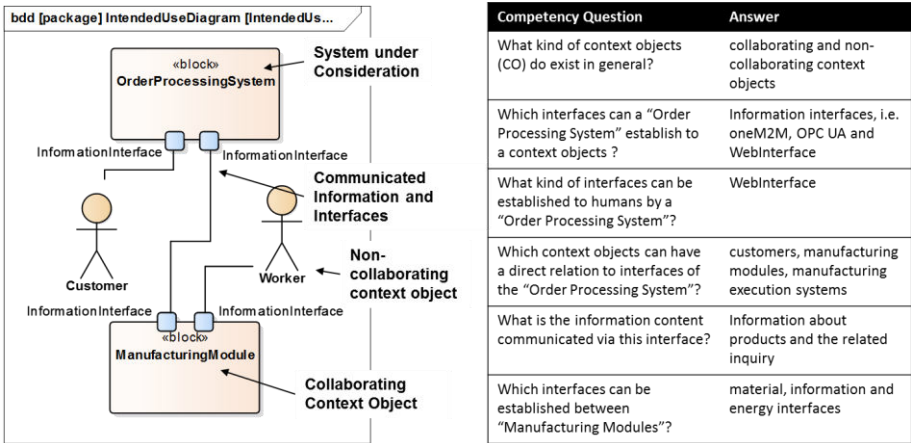 bdd [package] IntendedUseDiagram [IntendedUs...
«block»
OrderProcessingSystem
System under
Consideration
InformationInterface
InformationInterface
Communicated
Information and
Interfaces
Customer
Worker
Non-
collaborating
context object
InformationInterface
InformationInterface
«block»
ManufacturingModule
Collaborating
Context Object
Competency Question Answer
What kind of context objects collaborating and non-
(CO) do exist in general? collaborating context
objects
Which interfaces can a “Order Information interfaces, i.e.
Processing System” establish to oneM2M, OPC UA and
a context objects ? WebInterface
What kind of interfaces can be WebInterface
established to humans by a
“Order Processing System”?
Which context objects can have customers, manufacturing
a direct relation to interfaces of modules, manufacturing
the “Order Processing System”? execution systems
What is the information content Information about
communicated via this interface? products and the related
inquiry
Which interfaces can be material, information and
established between energy interfaces
“Manufacturing Modules”?